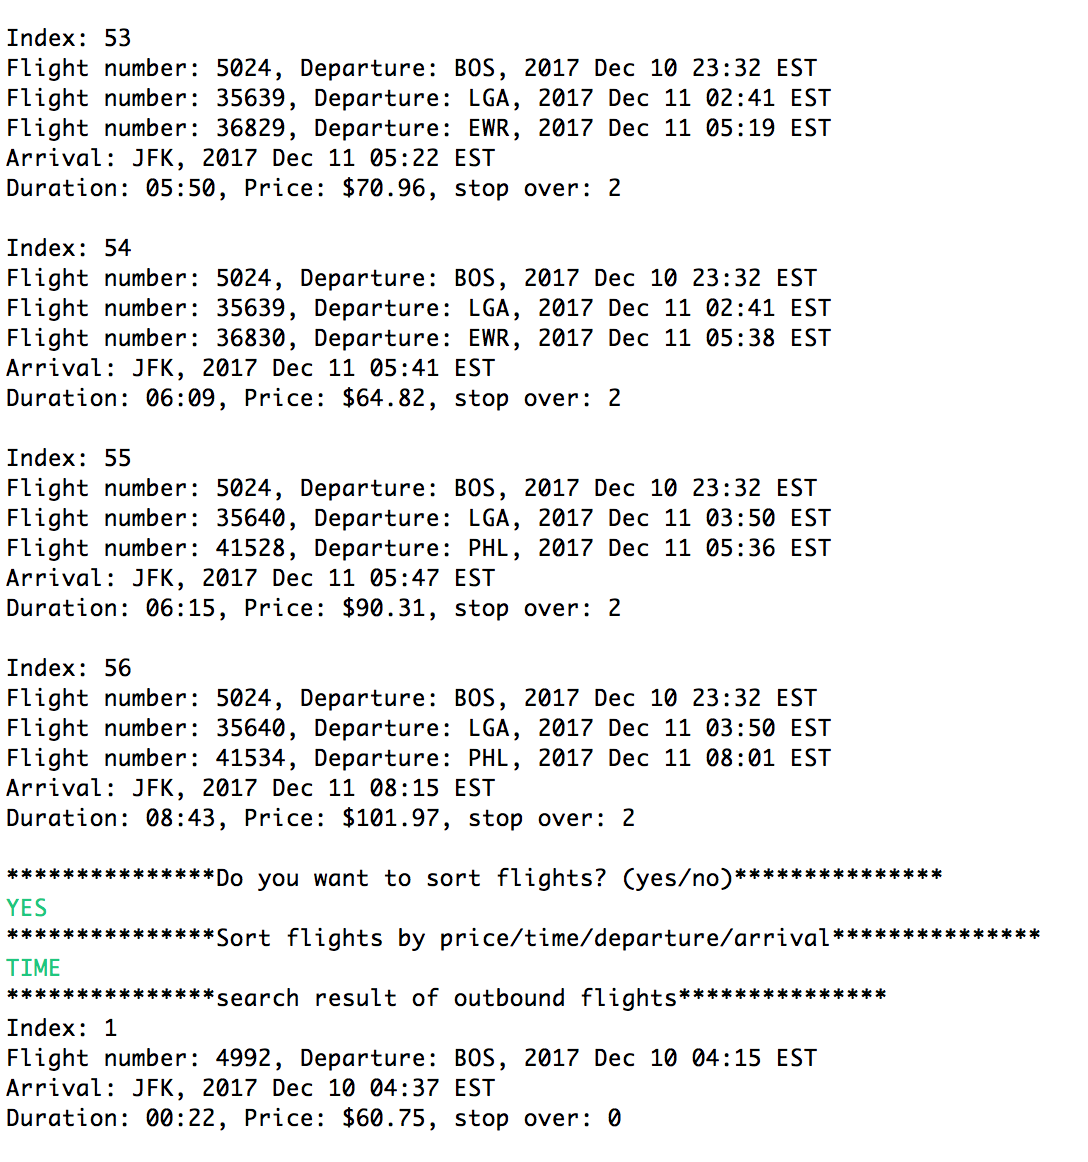 Index: 53
Flight number: 5024, Departure: BOS, 2017 Dec 10 23:32 EST
Flight number: 35639, Departure: LGA, 2017 Dec 11 02:41 EST
Flight number: 36829, Departure: EWR, 2017 Dec 11 05:19 EST
Arrival: JFK, 2017 Dec 11 05:22 EST
Duration: 05:50, Price: $70.96, stop over: 2

Index: 54
Flight number: 5024, Departure: BOS, 2017 Dec 10 23:32 EST
Flight number: 35639, Departure: LGA, 2017 Dec 11 02:41 EST
Flight number: 36830, Departure: EWR, 2017 Dec 11 05:38 EST
Arrival: JFK, 2017 Dec 11 05:41 EST
Duration: 06:09, Price: $64.82, stop over: 2

Index: 55
Flight number: 5024, Departure: BOS, 2017 Dec 10 23:32 EST
Flight number: 35640, Departure: LGA, 2017 Dec 11 03:50 EST
Flight number: 41528, Departure: PHL, 2017 Dec 11 05:36 EST
Arrival: JFK, 2017 Dec 11 05:47 EST
Duration: 06:15, Price: $90.31, stop over: 2

Index: 56
Flight number: 5024, Departure: BOS, 2017 Dec 10 23:32 EST
Flight number: 35640, Departure: LGA, 2017 Dec 11 03:50 EST
Flight number: 41534, Departure: PHL, 2017 Dec 11 08:01 EST
Arrival: JFK, 2017 Dec 11 08:15 EST
Duration: 08:43, Price: $101.97, stop over: 2

***************Do you want to sort flights? (yes/no)***************
YES
***************Sort flights by price/time/departure/arrival***************
TIME
***************search result of outbound flights***************
Index: 1
Flight number: 4992, Departure: BOS, 2017 Dec 10 04:15 EST
Arrival: JFK, 2017 Dec 10 04:37 EST
Duration: 00:22, Price: $60.75, stop over: 0